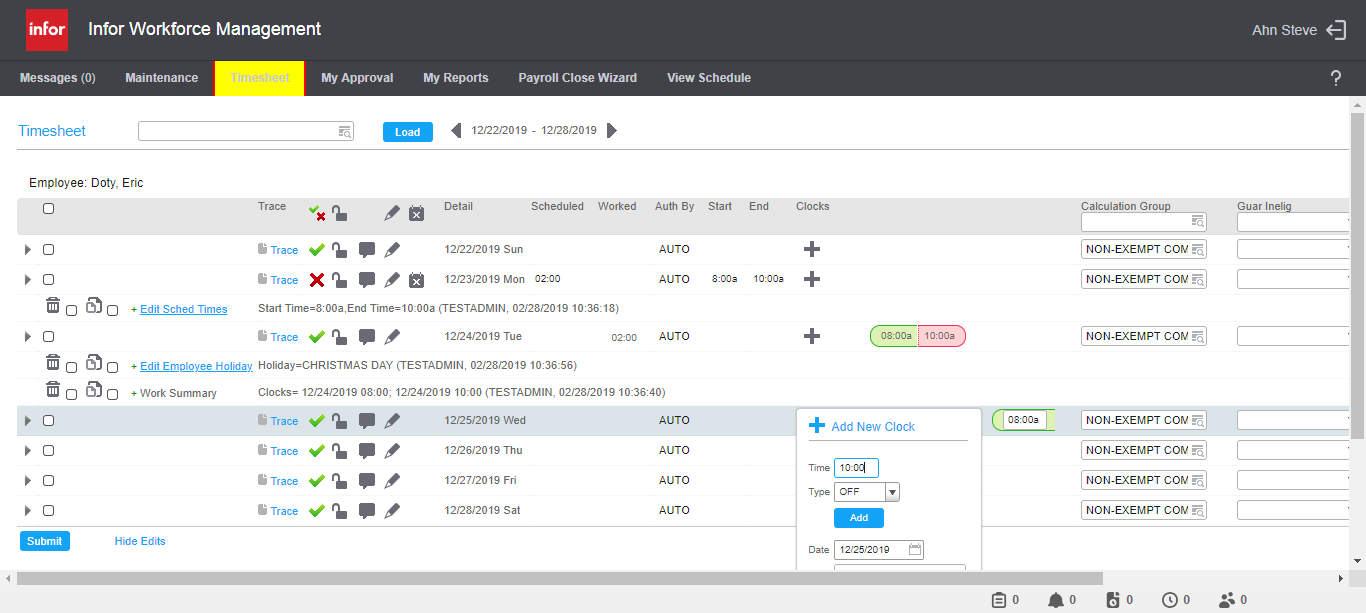 infor Infor Workforce Management Ahn Steve
Messages (0) Maintenance Timesheet My Approval My Reports Payroll Close Wizard View Schedule ?
Timesheet Load 12/22/2019 - 12/28/2019
Employee: Doty, Eric
Trace Detail Scheduled Worked Auth By Start End Clocks Calculation Group Guar Inelig
Trace 12/22/2019 Sun AUTO NON-EXEMPT COM
Trace 12/23/2019 Mon 02:00 AUTO 8:00a 10:00a NON-EXEMPT COM
+ Edit Sched Times Start Time=8:00a,End Time=10:00a (TESTADMIN, 02/28/2019 10:36:18)
Trace 12/24/2019 Tue 02:00 AUTO 08:00a 10:00a NON-EXEMPT COM
+ Edit Employee Holiday Holiday=CHRISTMAS DAY (TESTADMIN, 02/28/2019 10:36:56)
+ Work Summary Clocks= 12/24/2019 08:00; 12/24/2019 10:00 (TESTADMIN, 02/28/2019 10:36:40)
Trace 12/25/2019 Wed AUTO 08:00a NON-EXEMPT COM
Add New Clock
Trace 12/26/2019 Thu AUTO NON-EXEMPT COM
Time 10:00
Trace 12/27/2019 Fri AUTO NON-EXEMPT COM
Type OFF
Trace 12/28/2019 Sat AUTO NON-EXEMPT COM
Add
Submit Hide Edits
Date 12/25/2019
0 0 0 0 0